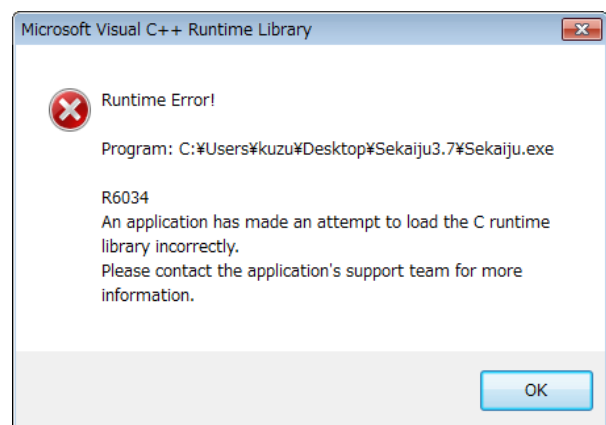 Microsoft Visual C++ Runtime Library
Runtime Error!
Program: C:¥Users¥kuzu¥Desktop¥Sekaiju3.7¥Sekaiju.exe
R6034
An application has made an attempt to load the C runtime
library incorrectly.
Please contact the application's support team for more
information.
OK